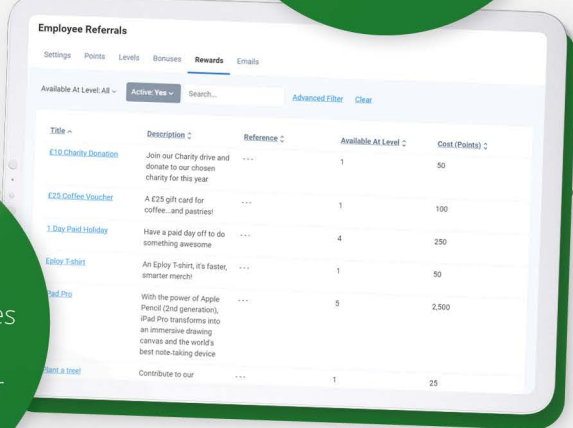 Employee Referrals
Settings Points Levels Bonuses Rewards Emails
Available At Level: All Active: Yes Search... Advanced Filter Clear
Title Description Reference Available At Level Cost (Points)
£10 Charity Donation Join our Charity drive and --- 1 50
donate to our chosen
charity for this year
£25 Coffee Voucher A £25 gift card for --- 1 100
coffee...and pastries!
1 Day Paid Holiday Have a paid day off to do --- 4 250
something awesome
Eploy T-shirt An Eploy T-shirt, it's faster, --- 1 50
smarter merch!
Pad Pro With the power of Apple --- 5 2,500
Pencil (2nd generation),
iPad Pro transforms into
an immersive drawing
canvas and the world's
best note-taking device
Plant a tree! Contribute to our --- 1 25